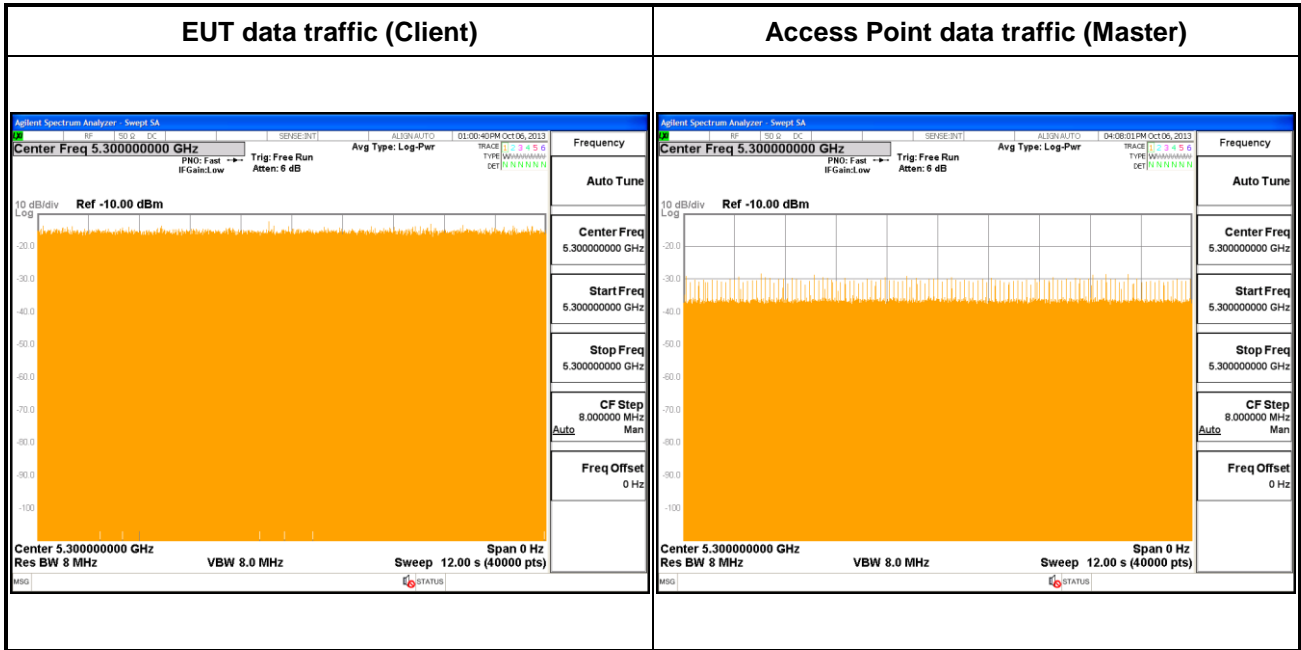 EUT data traffic (Client)
Access Point data traffic (Master)
Agilent Spectrum Analyzer - Swept SA
LXI RF 50 Ω DC SENSE:INT ALIGN AUTO 01:00:40 PM Oct 06, 2013
Center Freq 5.300000000 GHz
PNO: Fast
IFGain:Low
Trig: Free Run
Atten: 6 dB
Avg Type: Log-Pwr
TRACE 1 2 3 4 5 6
TYPE
DET N N N N N N
10 dB/div
Log
Ref -10.00 dBm
-20.0
-30.0
-40.0
-50.0
-60.0
-70.0
-80.0
-90.0
-100
Center 5.300000000 GHz
Span 0 Hz
Res BW 8 MHz
VBW 8.0 MHz
Sweep 12.00 s (40000 pts)
MSG
STATUS
Frequency
Auto Tune
Center Freq
5.300000000 GHz
Start Freq
5.300000000 GHz
Stop Freq
5.300000000 GHz
CF Step
8.000000 MHz
Auto Man
Freq Offset
0 Hz
Agilent Spectrum Analyzer - Swept SA
LXI RF 50 Ω DC SENSE:INT ALIGN AUTO 04:08:01 PM Oct 06, 2013
Center Freq 5.300000000 GHz
PNO: Fast
IFGain:Low
Trig: Free Run
Atten: 6 dB
Avg Type: Log-Pwr
TRACE 1 2 3 4 5 6
TYPE
DET N N N N N N
10 dB/div
Log
Ref -10.00 dBm
-20.0
-30.0
-40.0
-50.0
-60.0
-70.0
-80.0
-90.0
-100
Center 5.300000000 GHz
Span 0 Hz
Res BW 8 MHz
VBW 8.0 MHz
Sweep 12.00 s (40000 pts)
MSG
STATUS
Frequency
Auto Tune
Center Freq
5.300000000 GHz
Start Freq
5.300000000 GHz
Stop Freq
5.300000000 GHz
CF Step
8.000000 MHz
Auto Man
Freq Offset
0 Hz